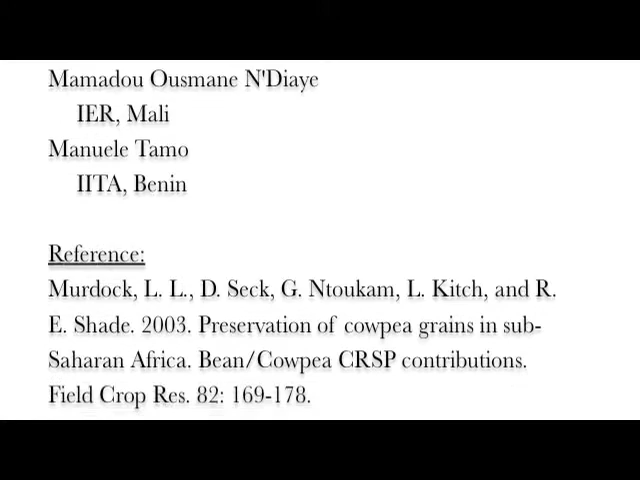 Mamadou Ousmane N'Diaye
IER, Mali
Manuele Tamo
IITA, Benin
Reference:
Murdock, L. L., D. Seck, G. Ntoukam, L. Kitch, and R.
E. Shade. 2003. Preservation of cowpea grains in sub-
Saharan Africa. Bean/Cowpea CRSP contributions.
Field Crop Res. 82: 169-178.